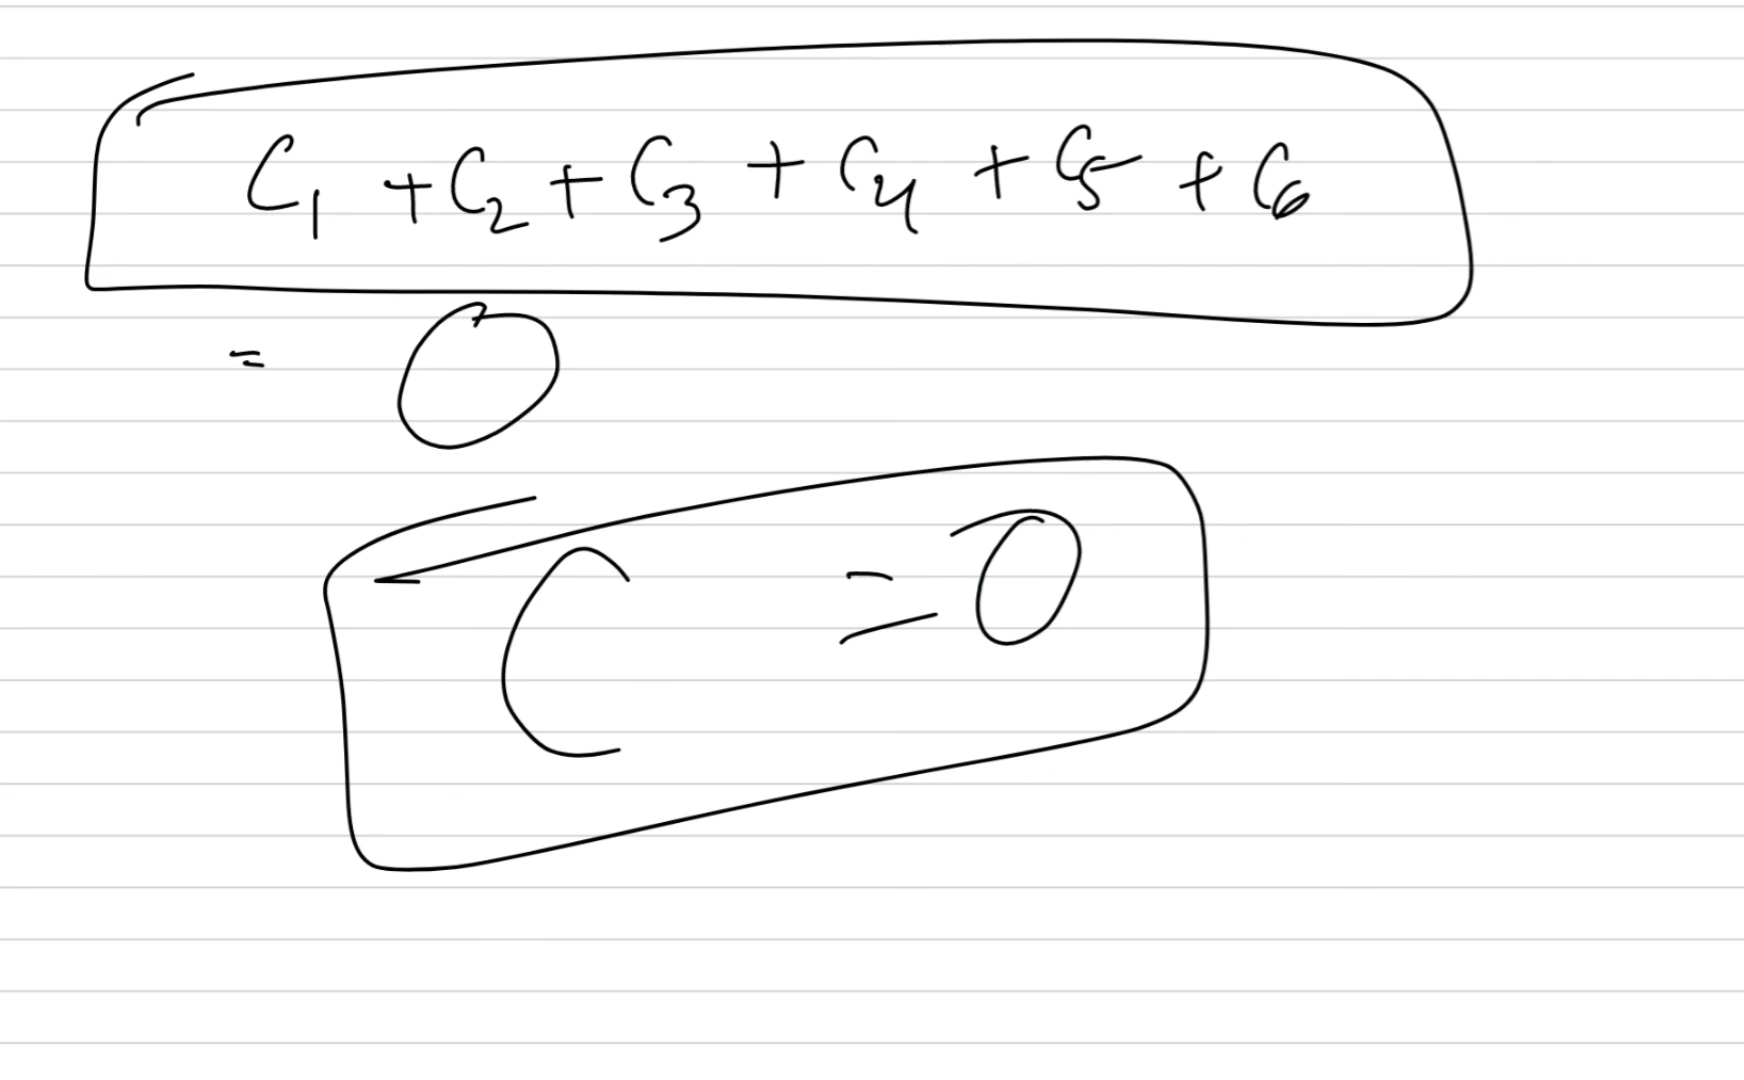 C₁ + C₂ + C₃ + C₄ + C₅ + C₆
= 0
C = 0